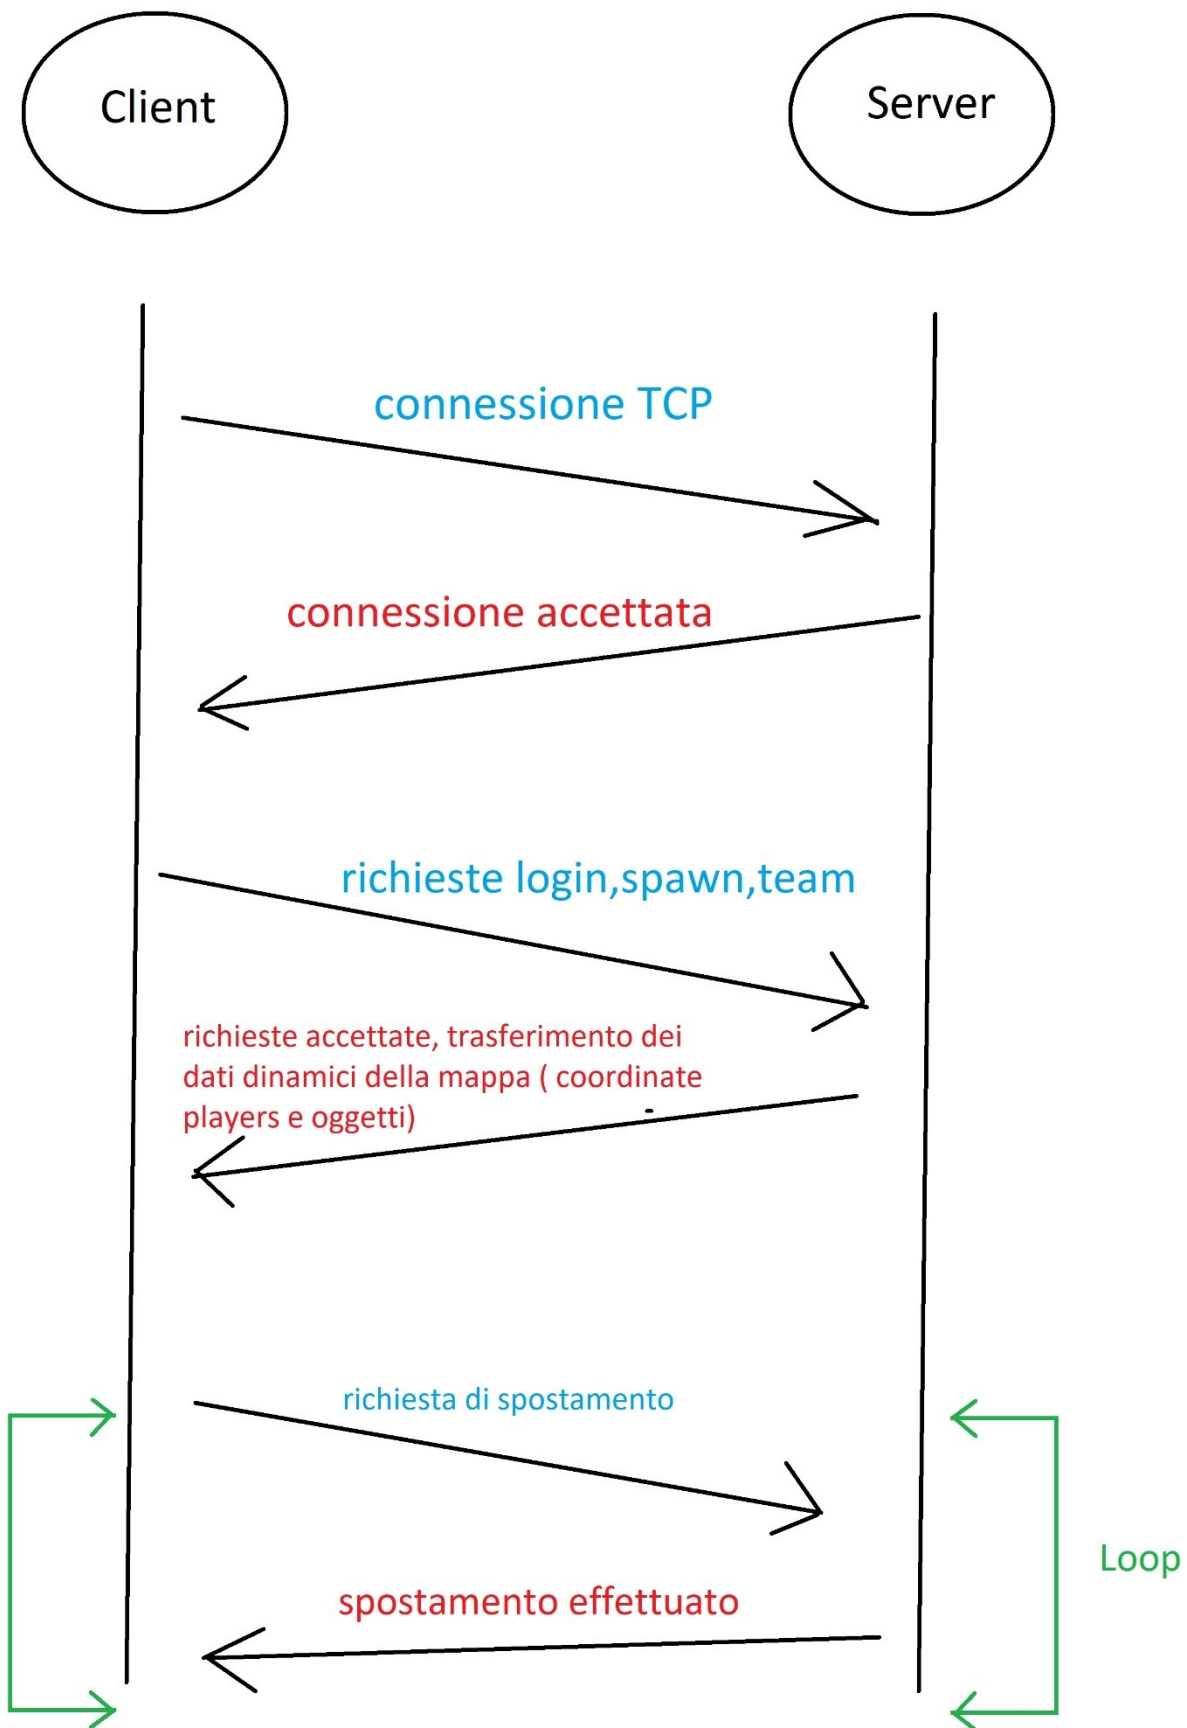 Client
Server
connessione TCP
connessione accettata
richieste login,spawn,team
richieste accettate, trasferimento dei
dati dinamici della mappa ( coordinate
players e oggetti)
richiesta di spostamento
Loop
spostamento effettuato